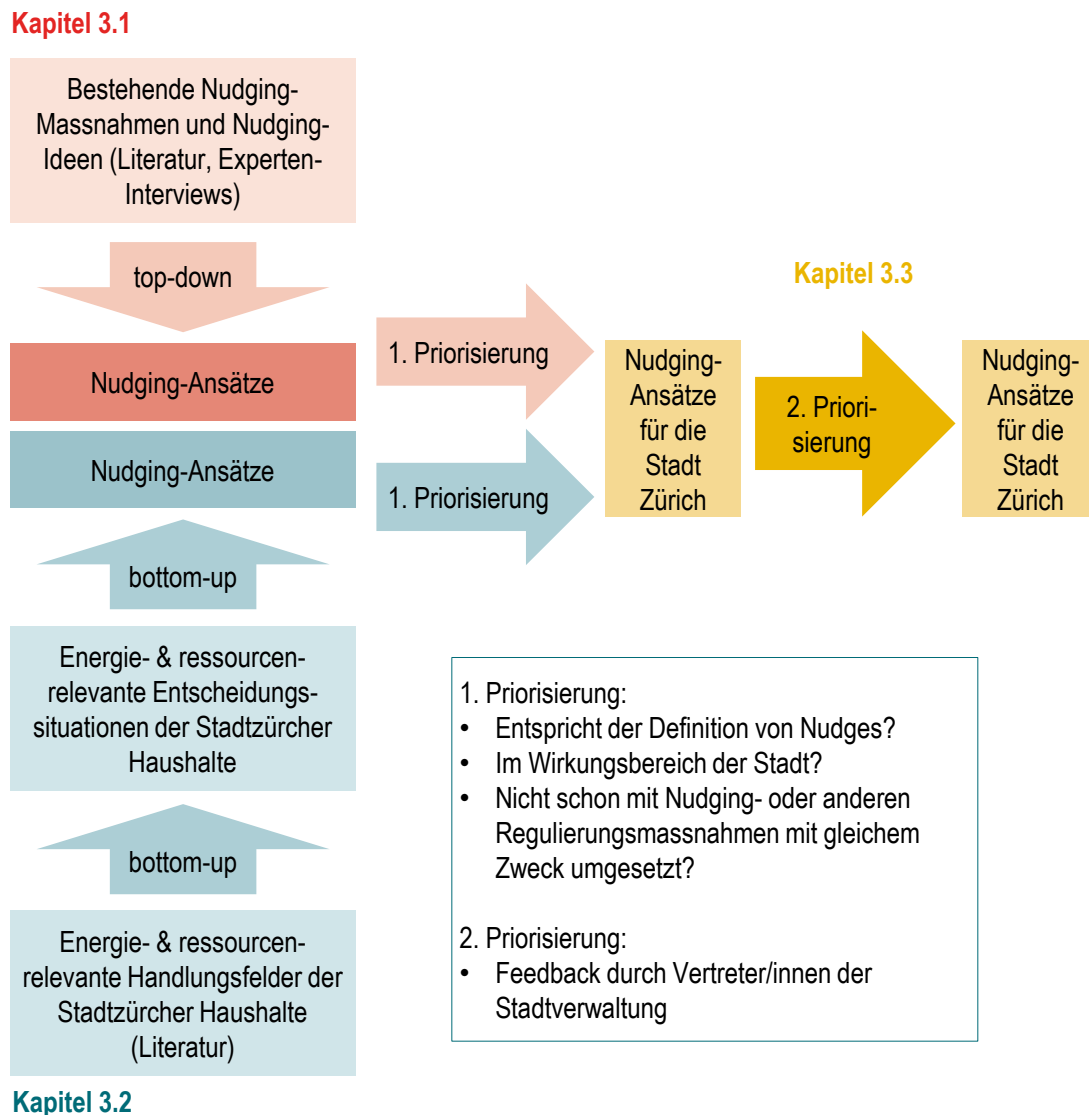 Kapitel 3.1
Bestehende Nudging-
Massnahmen und Nudging-
Ideen (Literatur, Experten-
Interviews)
top-down
Nudging-Ansätze
Nudging-Ansätze
bottom-up
Energie- & ressourcen-
relevante Entscheidungs-
situationen der Stadtzürcher
Haushalte
bottom-up
Energie- & ressourcen-
relevante Handlungsfelder der
Stadtzürcher Haushalte
(Literatur)
Kapitel 3.2
1. Priorisierung
1. Priorisierung
Nudging-
Ansätze
für die
Stadt
Zürich
Kapitel 3.3
2. Priori-
sierung
Nudging-
Ansätze
für die
Stadt
Zürich
1. Priorisierung:
• Entspricht der Definition von Nudges?
• Im Wirkungsbereich der Stadt?
• Nicht schon mit Nudging- oder anderen
Regulierungsmassnahmen mit gleichem
Zweck umgesetzt?
2. Priorisierung:
• Feedback durch Vertreter/innen der
Stadtverwaltung